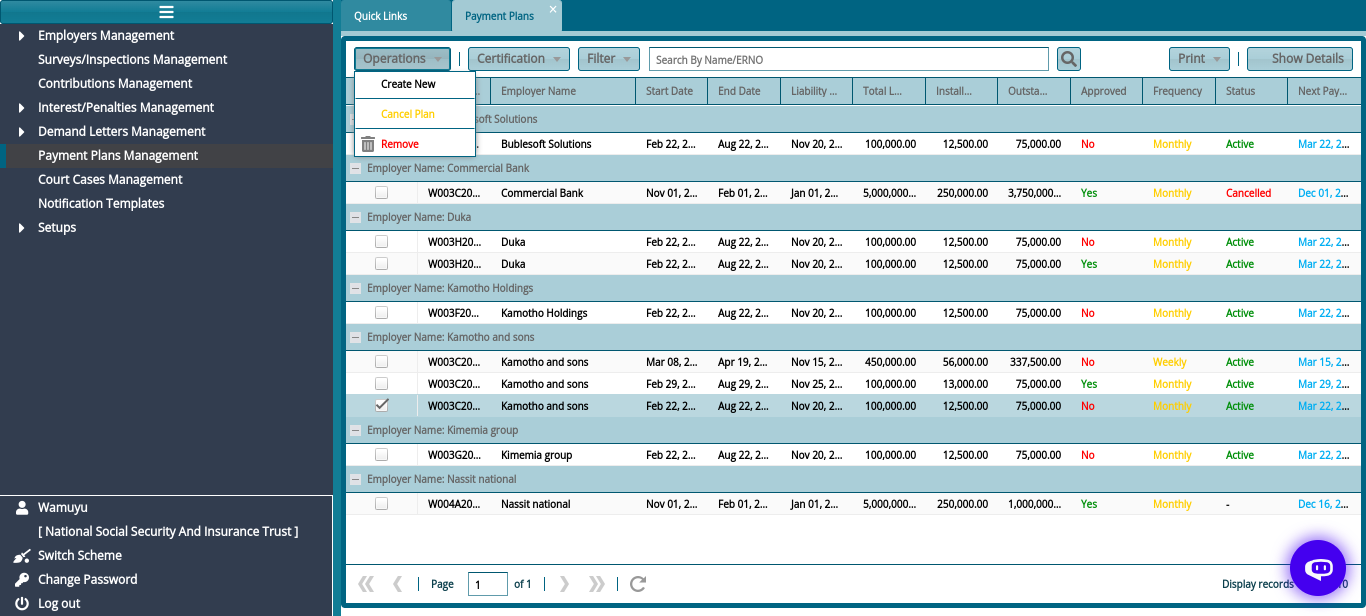 Quick Links
Payment Plans
Employers Management
Surveys/Inspections Management
Contributions Management
Interest/Penalties Management
Demand Letters Management
Payment Plans Management
Court Cases Management
Notification Templates
Setups
Wamuyu
[ National Social Security And Insurance Trust ]
Switch Scheme
Change Password
Log out
Operations
Certification
Filter
Search By Name/ERNO
Print
Show Details
Create New
Cancel Plan
Remove
Employer Name Start Date End Date Liability ... Total L... Install... Outsta... Approved Frequency Status Next Pay...
soft Solutions
Bublesoft Solutions Feb 22, 2... Aug 22, 2... Nov 20, 2... 100,000.00 12,500.00 75,000.00 No Monthly Active Mar 22, 2...
Employer Name: Commercial Bank
W003C20... Commercial Bank Nov 01, 2... Feb 01, 2... Jan 01, 2... 5,000,000... 250,000.00 3,750,000... Yes Monthly Cancelled Dec 01, 2...
Employer Name: Duka
W003H20... Duka Feb 22, 2... Aug 22, 2... Nov 20, 2... 100,000.00 12,500.00 75,000.00 No Monthly Active Mar 22, 2...
W003H20... Duka Feb 22, 2... Aug 22, 2... Nov 20, 2... 100,000.00 12,500.00 75,000.00 Yes Monthly Active Mar 22, 2...
Employer Name: Kamotho Holdings
W003F20... Kamotho Holdings Feb 22, 2... Aug 22, 2... Nov 20, 2... 100,000.00 12,500.00 75,000.00 No Monthly Active Mar 22, 2...
Employer Name: Kamotho and sons
W003C20... Kamotho and sons Mar 08, 2... Apr 19, 2... Nov 15, 2... 450,000.00 56,000.00 337,500.00 No Weekly Active Mar 15, 2...
W003C20... Kamotho and sons Feb 29, 2... Aug 29, 2... Nov 25, 2... 100,000.00 13,000.00 75,000.00 Yes Monthly Active Mar 29, 2...
W003C20... Kamotho and sons Feb 22, 2... Aug 22, 2... Nov 20, 2... 100,000.00 12,500.00 75,000.00 No Monthly Active Mar 22, 2...
Employer Name: Kimemia group
W003G20... Kimemia group Feb 22, 2... Aug 22, 2... Nov 20, 2... 100,000.00 12,500.00 75,000.00 No Monthly Active Mar 22, 2...
Employer Name: Nassit national
W004A20... Nassit national Nov 01, 2... Feb 01, 2... Jan 01, 2... 5,000,000... 250,000.00 1,000,000... Yes Monthly - Dec 16, 2...
Page 1 of 1
Display records